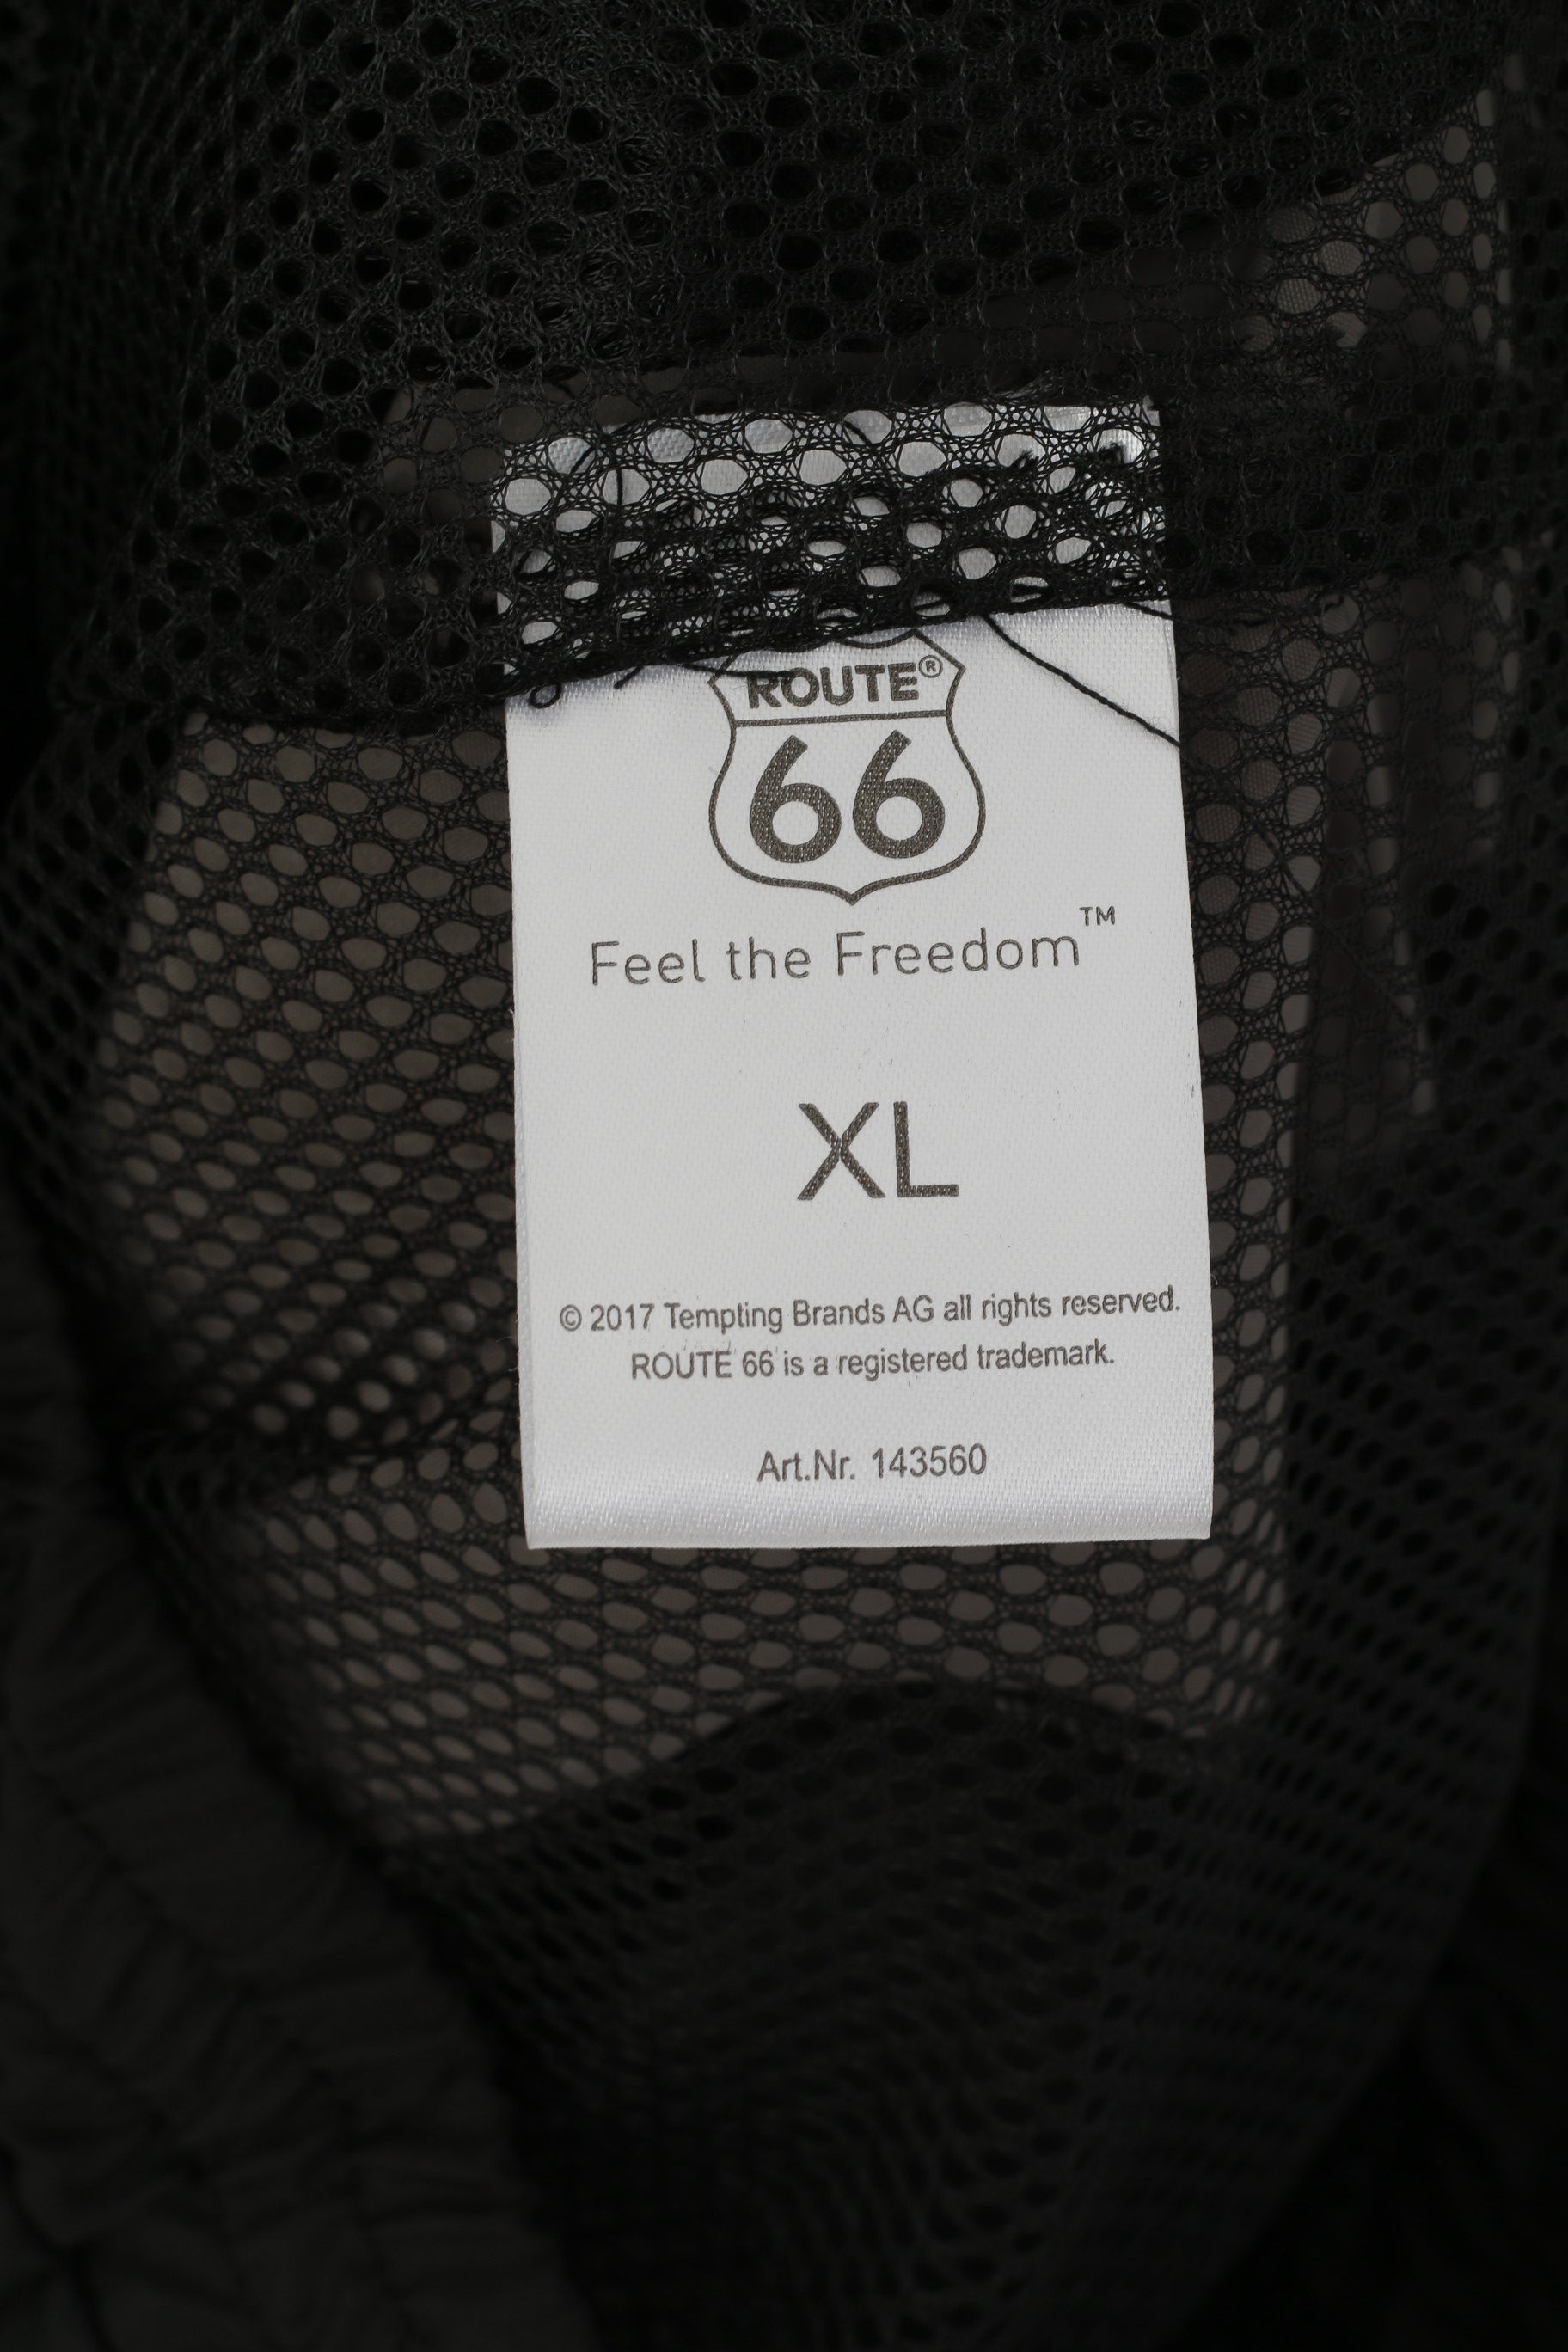 ROUTE®
66
Feel the Freedom™
XL
© 2017 Tempting Brands AG all rights reserved.
ROUTE 66 is a registered trademark.
Art.Nr. 143560